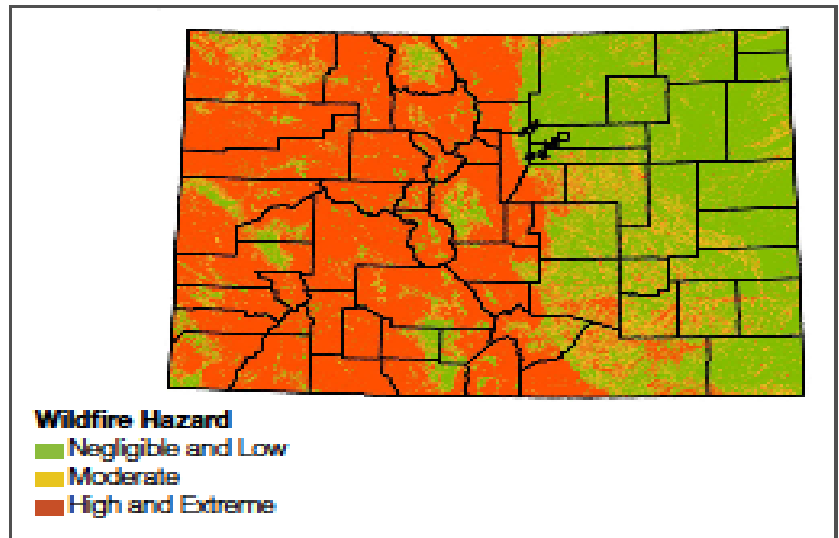 Wildfire Hazard
Negligible and Low
Moderate
High and Extreme